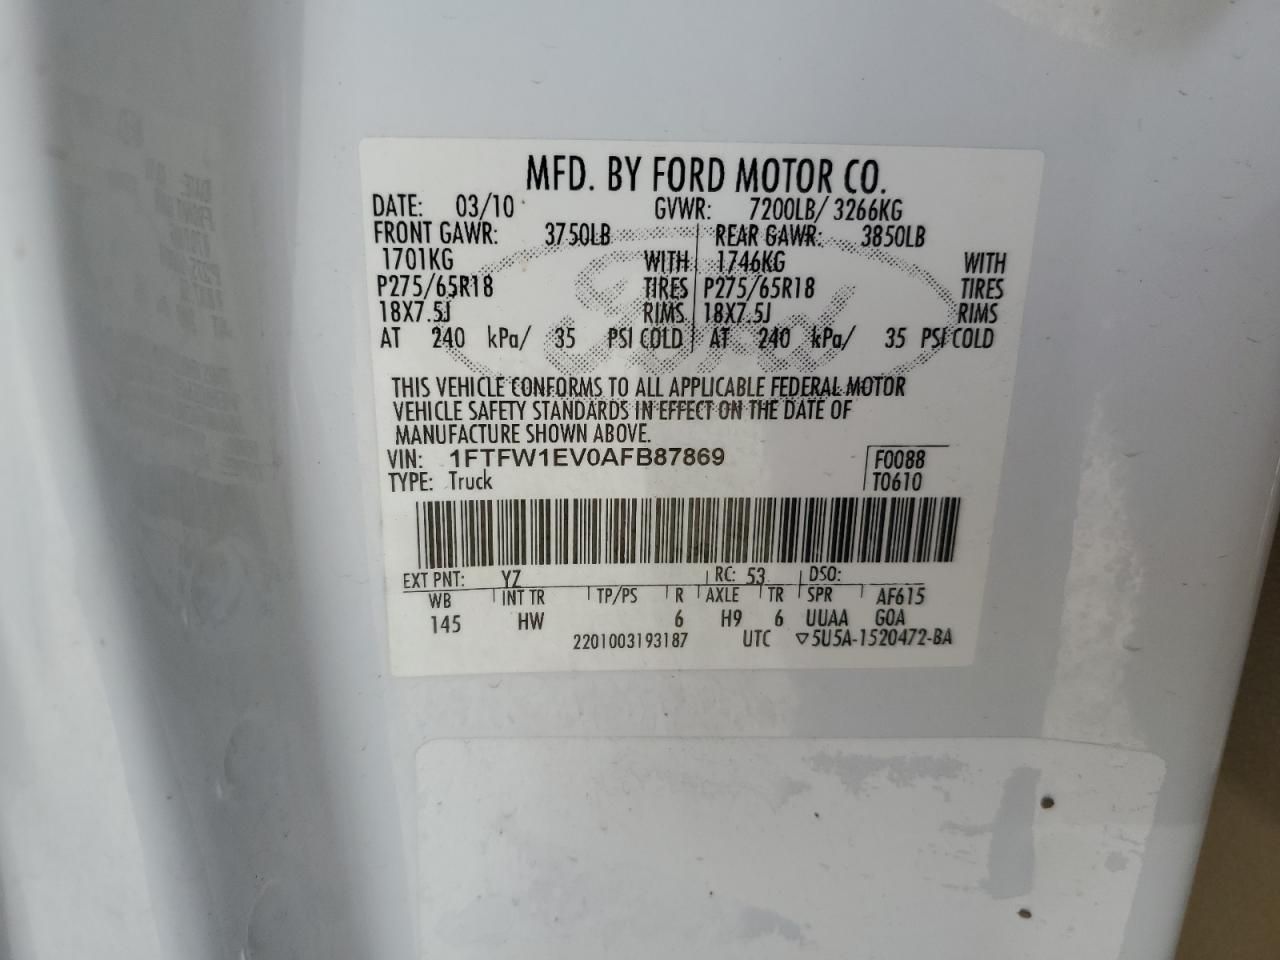 MFD. BY FORD MOTOR CO.
DATE: 03/10 GVWR: 7200LB/ 3266KG
FRONT GAWR: 3750LB REAR GAWR: 3850LB
1701KG WITH 1746KG WITH
P275/65R18 TIRES P275/65R18 TIRES
18X7.5J RIMS 18X7.5J RIMS
AT 240 kPa/ 35 PSI COLD AT 240 kPa/ 35 PSI COLD
Ford
THIS VEHICLE CONFORMS TO ALL APPLICABLE FEDERAL MOTOR
VEHICLE SAFETY STANDARDS IN EFFECT ON THE DATE OF
MANUFACTURE SHOWN ABOVE.
VIN: 1FTFW1EV0AFB87869 F0088
TYPE: Truck T0610
EXT PNT: YZ RC: 53 DSO:
WB INT TR TP/PS R AXLE TR SPR AF615
145 HW 6 H9 6 UUAA G0A
2201003193187 UTC ▽5U5A-1520472-BA